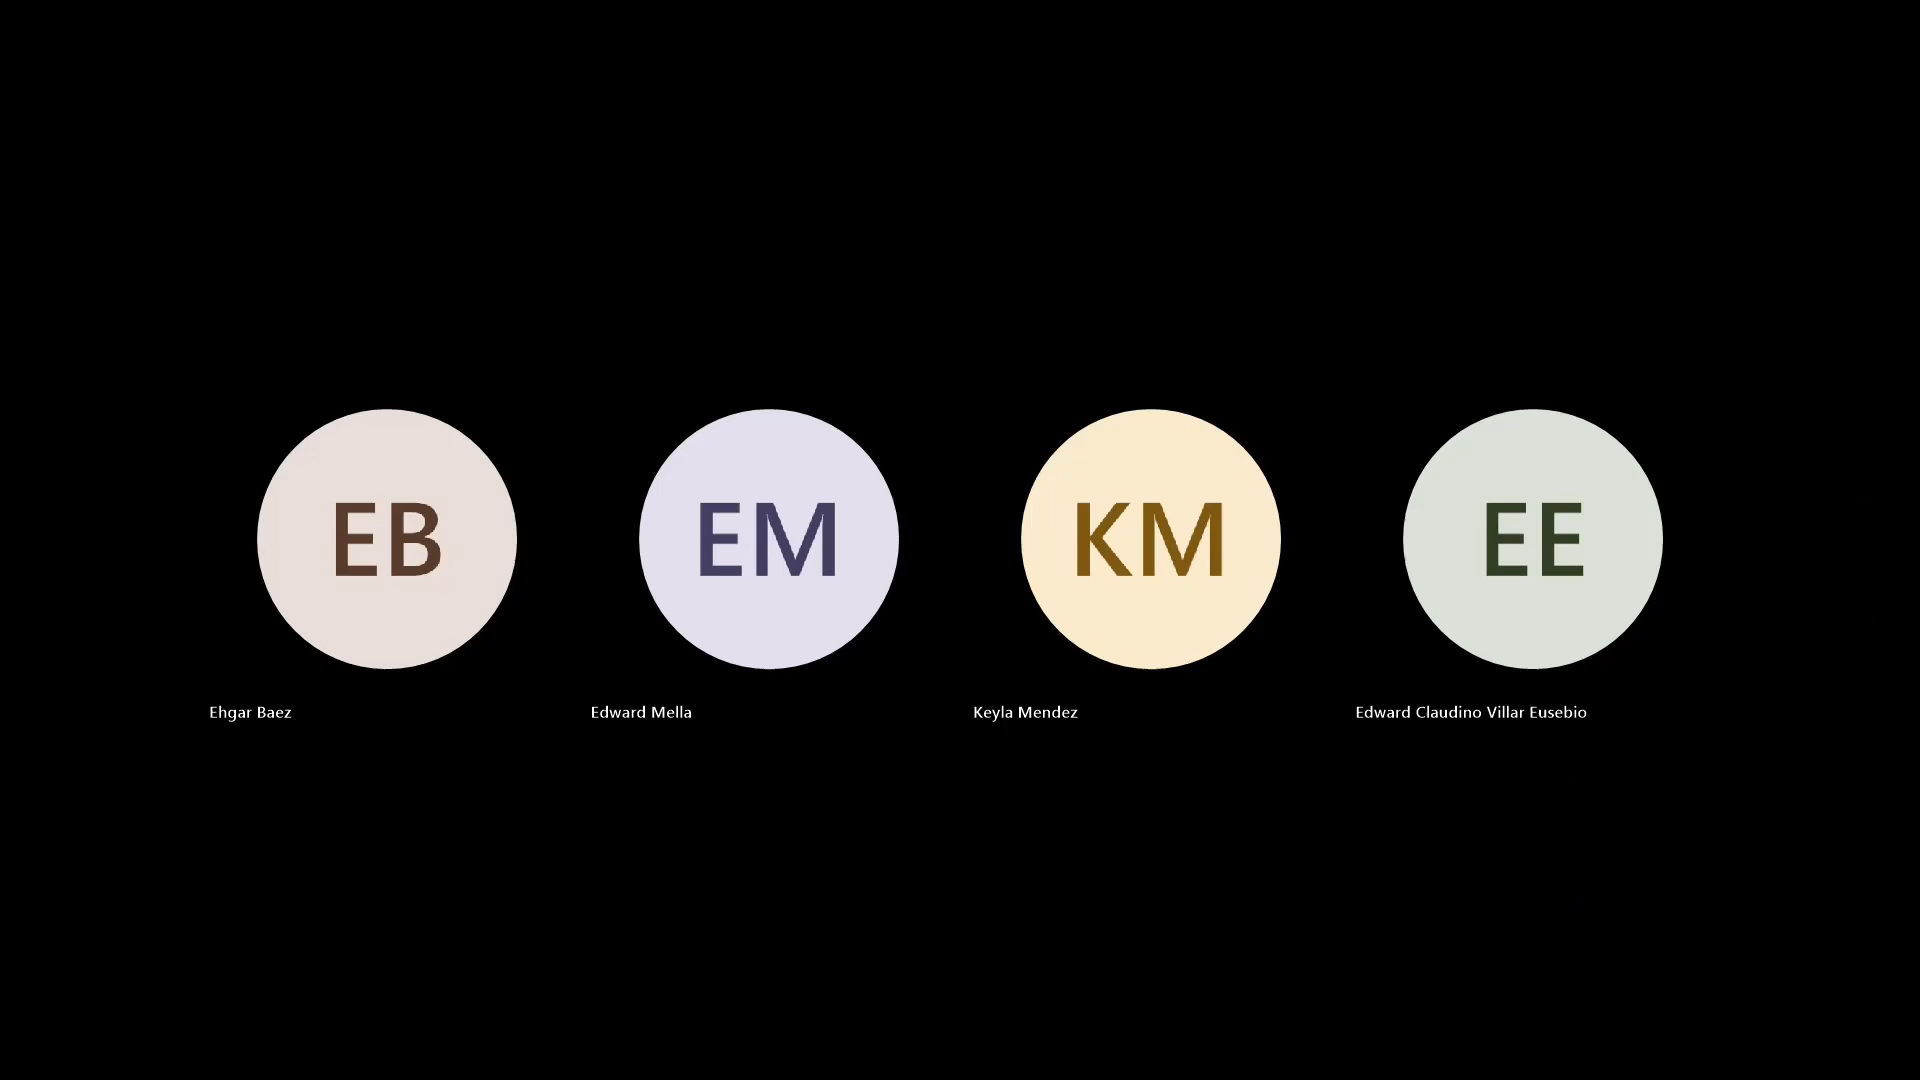 EB
EM
KM
EE
Ehgar Baez
Edward Mella
Keyla Mendez
Edward Claudino Villar Eusebio